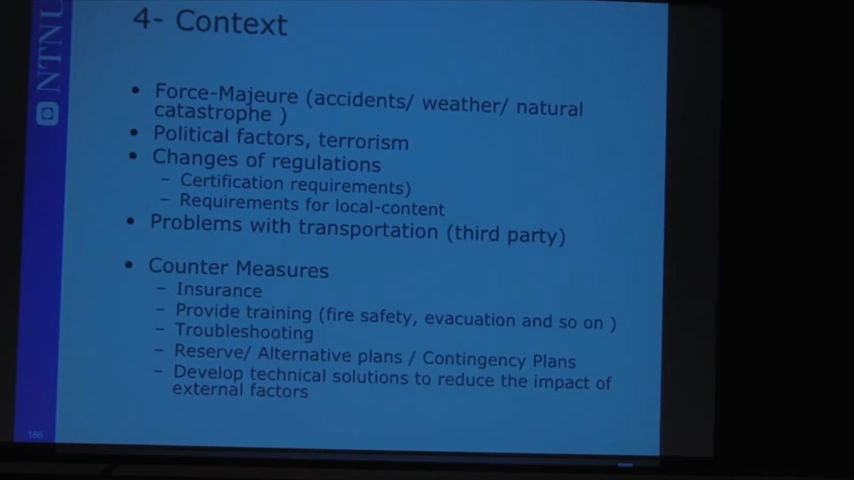 4- Context
NTNU
• Force-Majeure (accidents/ weather/ natural
catastrophe )
• Political factors, terrorism
• Changes of regulations
– Certification requirements)
– Requirements for local-content
• Problems with transportation (third party)
• Counter Measures
– Insurance
– Provide training (fire safety, evacuation and so on )
– Troubleshooting
– Reserve/ Alternative plans / Contingency Plans
– Develop technical solutions to reduce the impact of
external factors